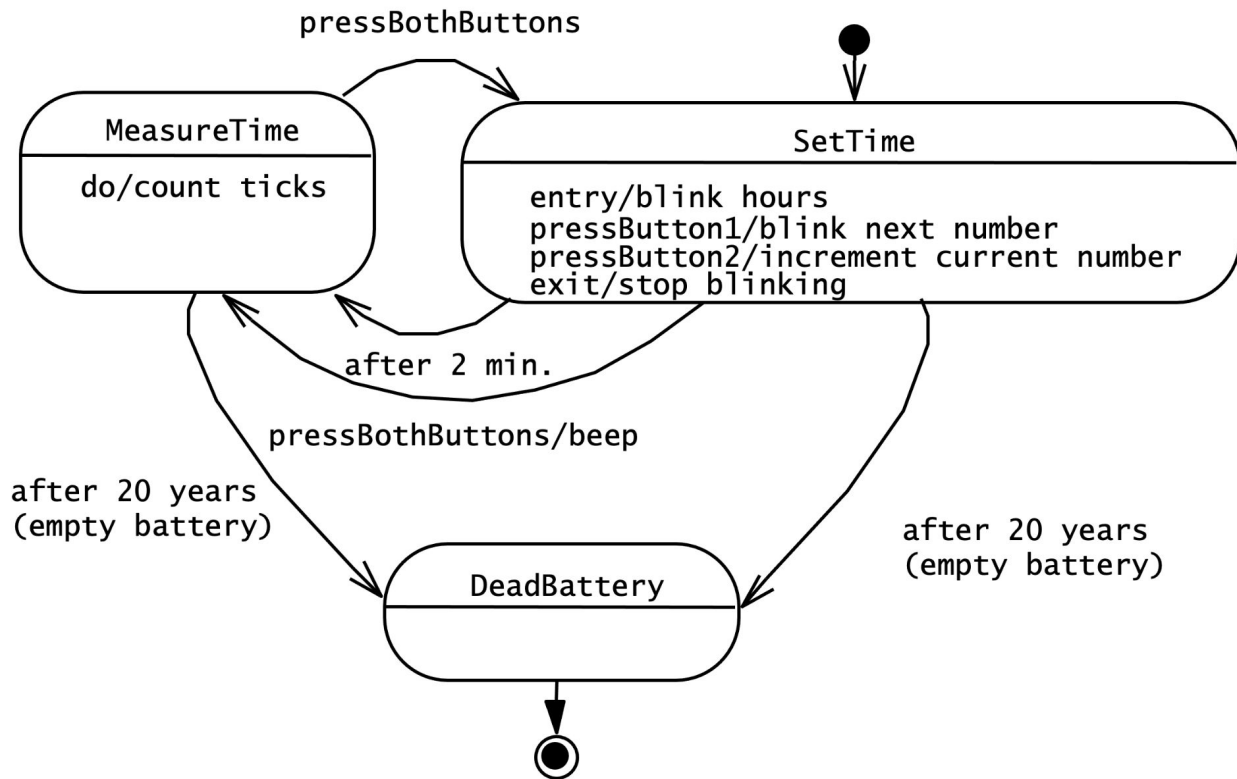 pressBothButtons
MeasureTime
do/count ticks
SetTime
entry/blink hours
pressButton1/blink next number
pressButton2/increment current number
exit/stop blinking
after 2 min.
pressBothButtons/beep
after 20 years
(empty battery)
after 20 years
(empty battery)
DeadBattery